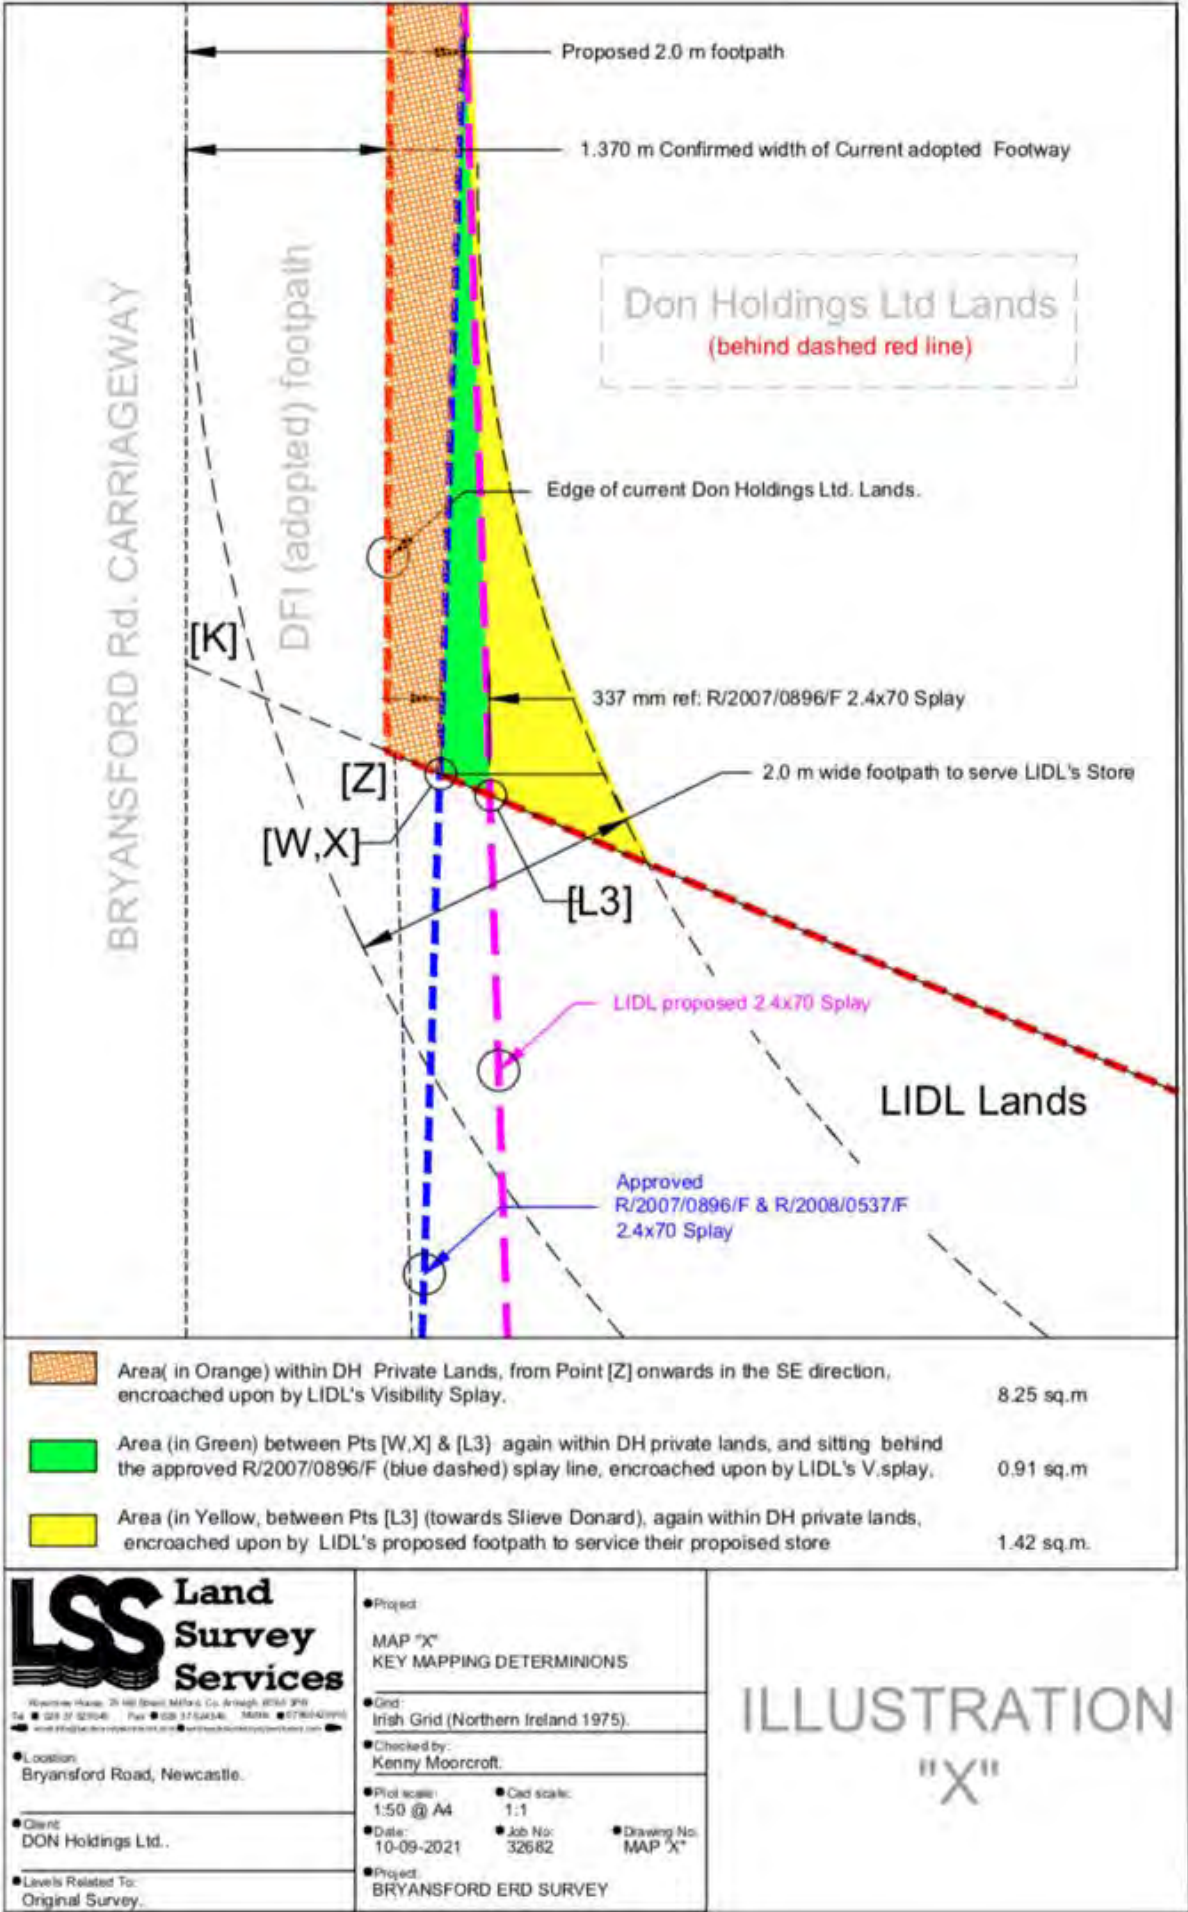 Proposed 2.0 m footpath
1.370 m Confirmed width of Current adopted Footway
BRYANSFORD Rd. CARRIAGEWAY
DFI (adopted) footpath
Don Holdings Ltd Lands
(behind dashed red line)
Edge of current Don Holdings Ltd. Lands.
[K]
337 mm ref: R/2007/0896/F 2.4x70 Splay
[Z]
2.0 m wide footpath to serve LIDL's Store
[W,X]
[L3]
LIDL proposed 2.4x70 Splay
LIDL Lands
Approved
R/2007/0896/F & R/2008/0537/F
2.4x70 Splay
Area( in Orange) within DH Private Lands, from Point [Z] onwards in the SE direction,
encroached upon by LIDL's Visibility Splay.
8.25 sq.m
Area (in Green) between Pts [W,X] & [L3} again within DH private lands, and sitting behind
the approved R/2007/0896/F (blue dashed) splay line, encroached upon by LIDL's V.splay.
0.91 sq.m
Area (in Yellow, between Pts [L3] (towards Slieve Donard), again within DH private lands,
encroached upon by LIDL's proposed footpath to service their propoised store
1.42 sq.m.
LSS Land
Survey
Services
Location
Bryansford Road, Newcastle.
Client
DON Holdings Ltd..
Levels Related To:
Original Survey.
Project
MAP "X"
KEY MAPPING DETERMINIONS
Grid:
Irish Grid (Northern Ireland 1975).
Checked by:
Kenny Moorcroft.
Plot scale: Cad scale:
1:50 @ A4 1:1
Date: Job No: Drawing No:
10-09-2021 32682 MAP "X"
Project:
BRYANSFORD ERD SURVEY
ILLUSTRATION
"X"